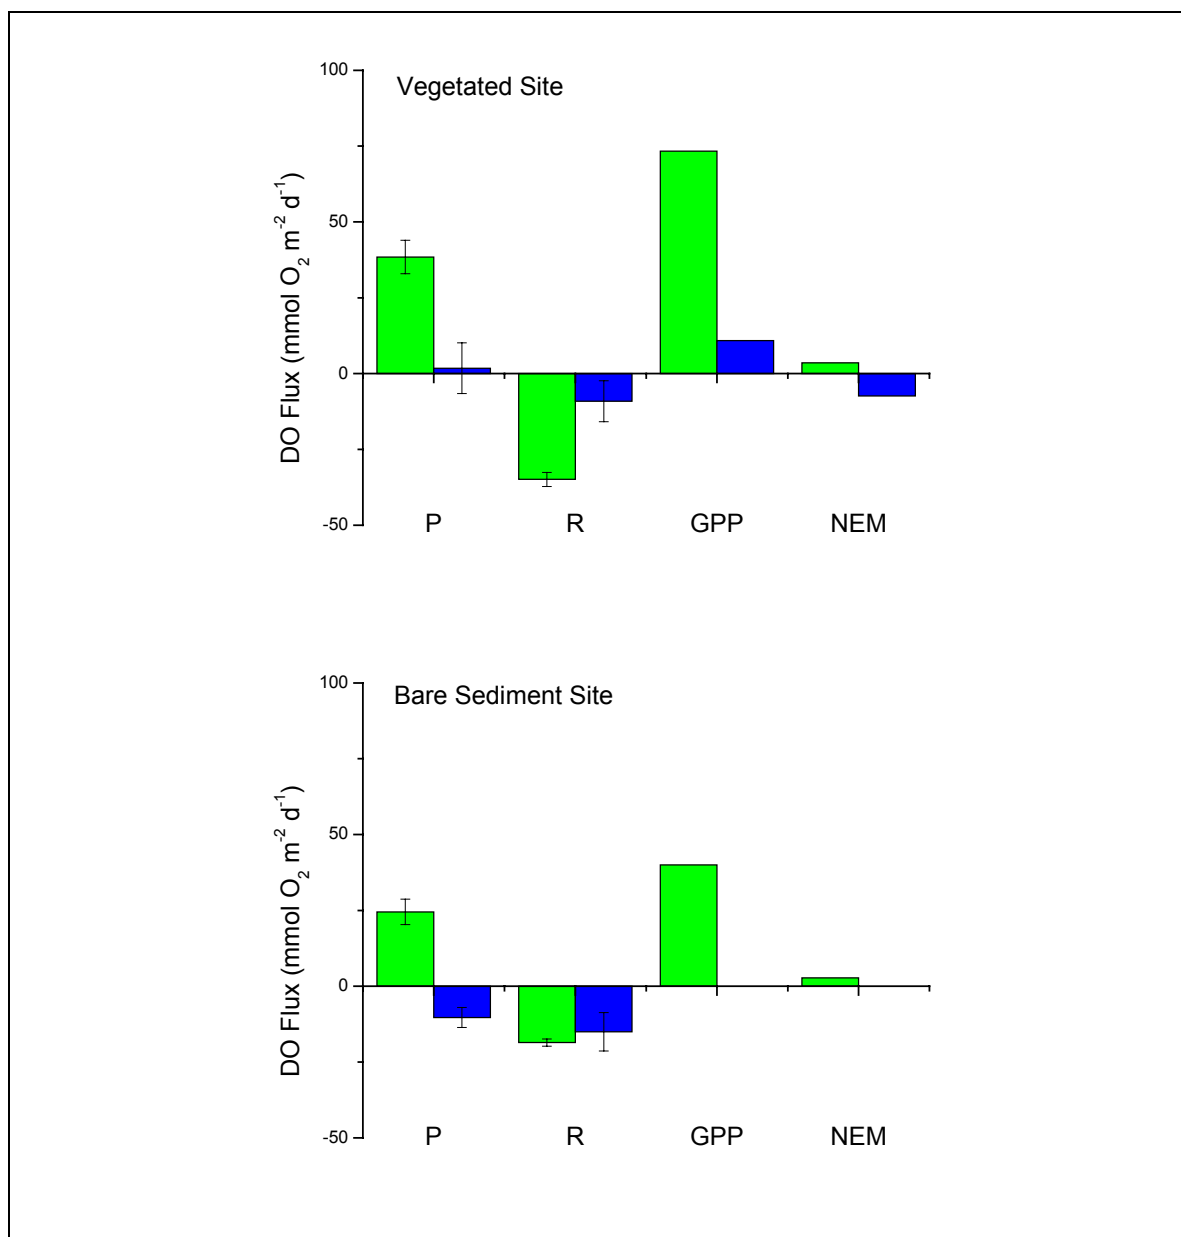 Vegetated Site
DO Flux (mmol O₂ m⁻² d⁻¹)
100
50
0
-50
P R GPP NEM
Bare Sediment Site
DO Flux (mmol O₂ m⁻² d⁻¹)
100
50
0
-50
P R GPP NEM